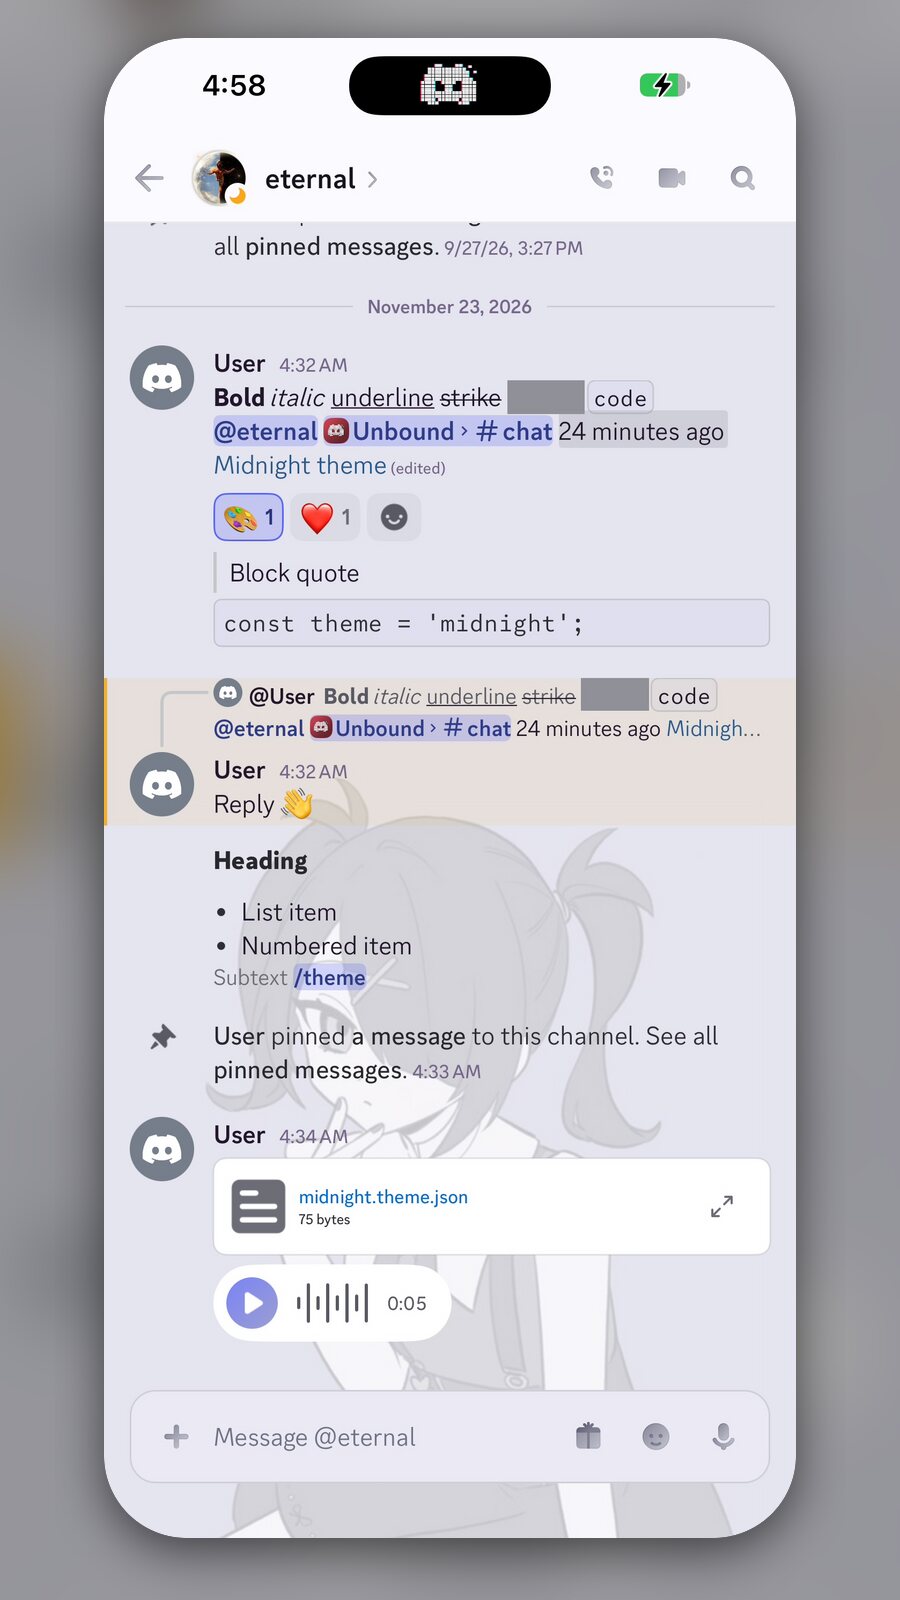 4:58
eternal
all pinned messages. 9/27/26, 3:27 PM
November 23, 2026
User 4:32 AM
Bold italic underline strike code
@eternal Unbound › # chat 24 minutes ago
Midnight theme (edited)
1 1
Block quote
const theme = 'midnight';
@User Bold italic underline strike code
@eternal Unbound › # chat 24 minutes ago Midnigh...
User 4:32 AM
Reply
Heading
• List item
• Numbered item
Subtext /theme
User pinned a message to this channel. See all
pinned messages. 4:33 AM
User 4:34 AM
midnight.theme.json
75 bytes
0:05
Message @eternal